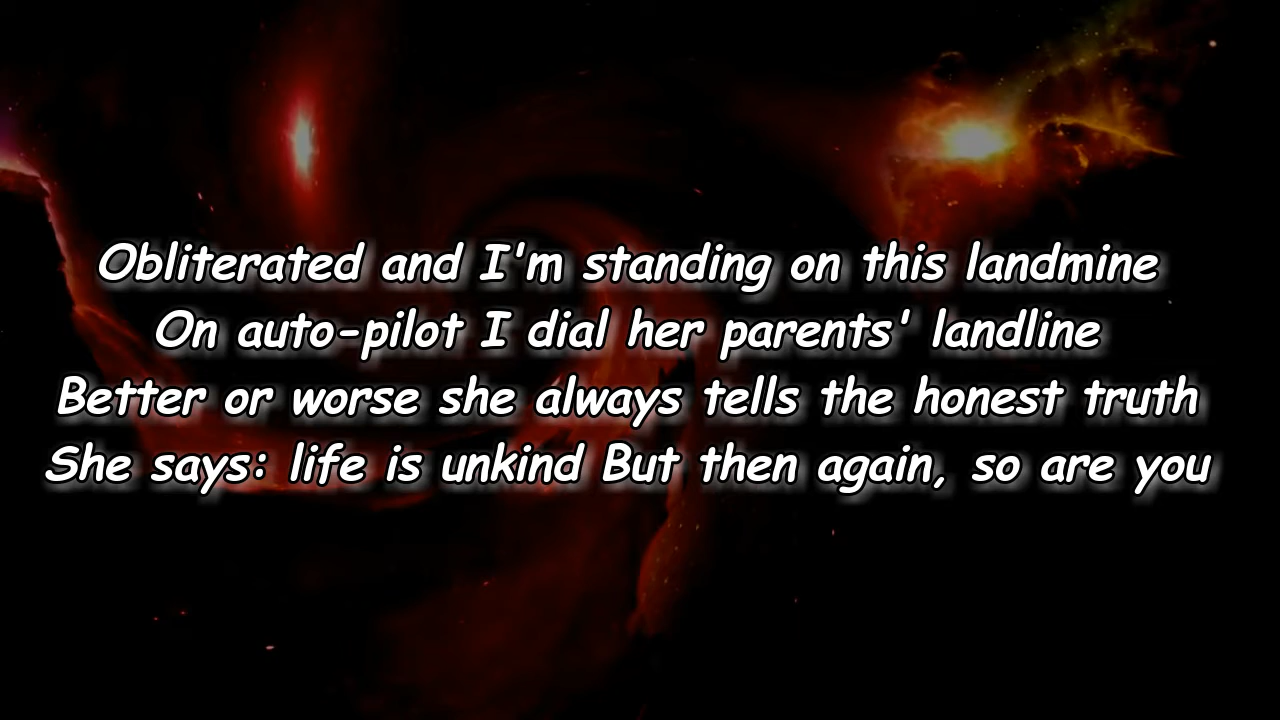 Obliterated and I'm standing on this landmine
On auto-pilot I dial her parents' landline
Better or worse she always tells the honest truth
She says: life is unkind But then again, so are you